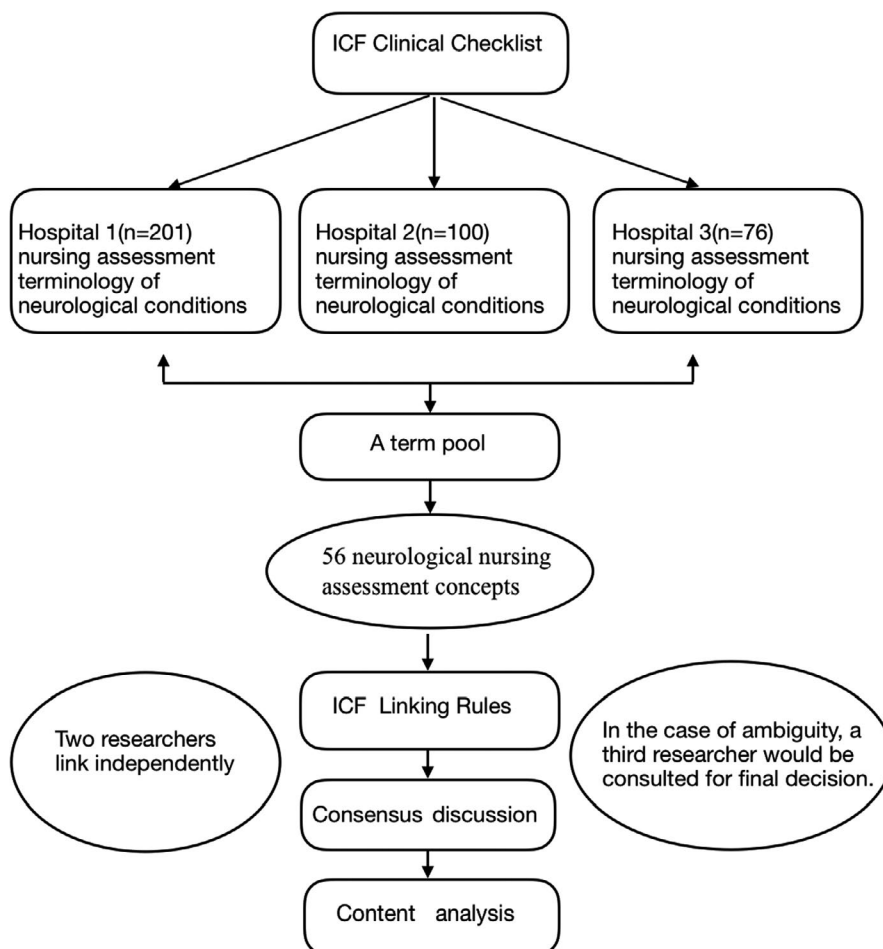 ICF Clinical Checklist
Hospital 1(n=201)
nursing assessment
terminology of
neurological conditions
Hospital 2(n=100)
nursing assessment
terminology of
neurological conditions
Hospital 3(n=76)
nursing assessment
terminology of
neurological conditions
A term pool
56 neurological nursing
assessment concepts
ICF Linking Rules
Two researchers
link independently
In the case of ambiguity, a
third researcher would be
consulted for final decision.
Consensus discussion
Content analysis